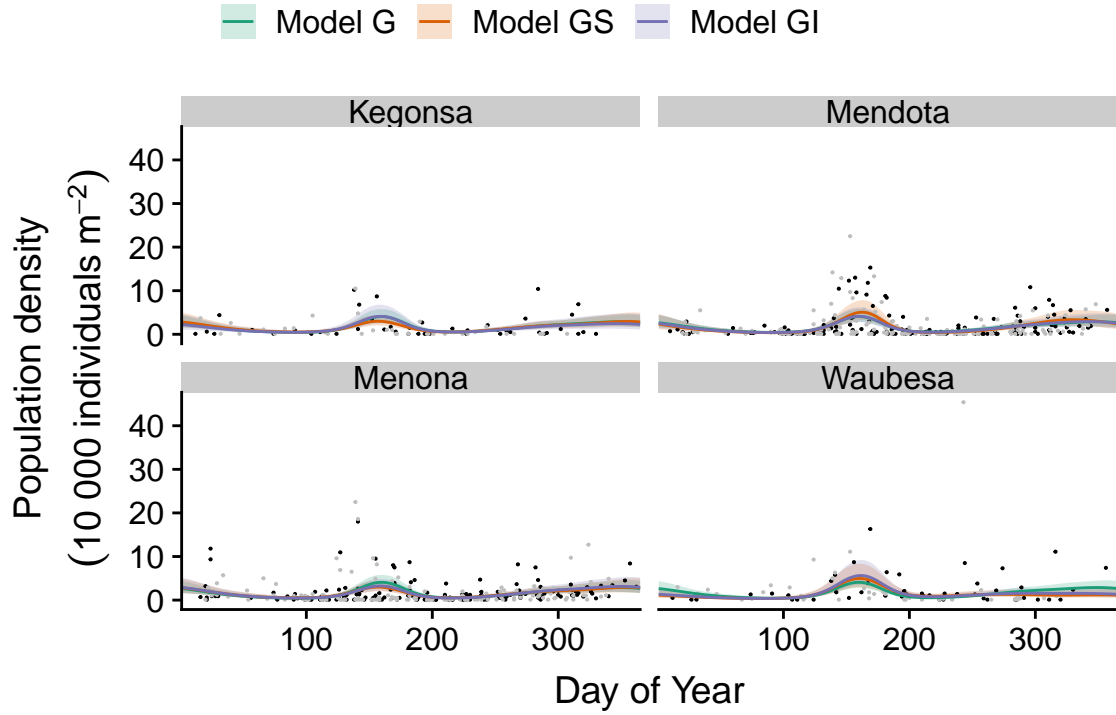 Model G Model GS Model GI
Kegonsa Mendota
Population density
(10 000 individuals m⁻²)
40
30
20
10
0
Menona Waubesa
40
30
20
10
0
100 200 300 100 200 300
Day of Year